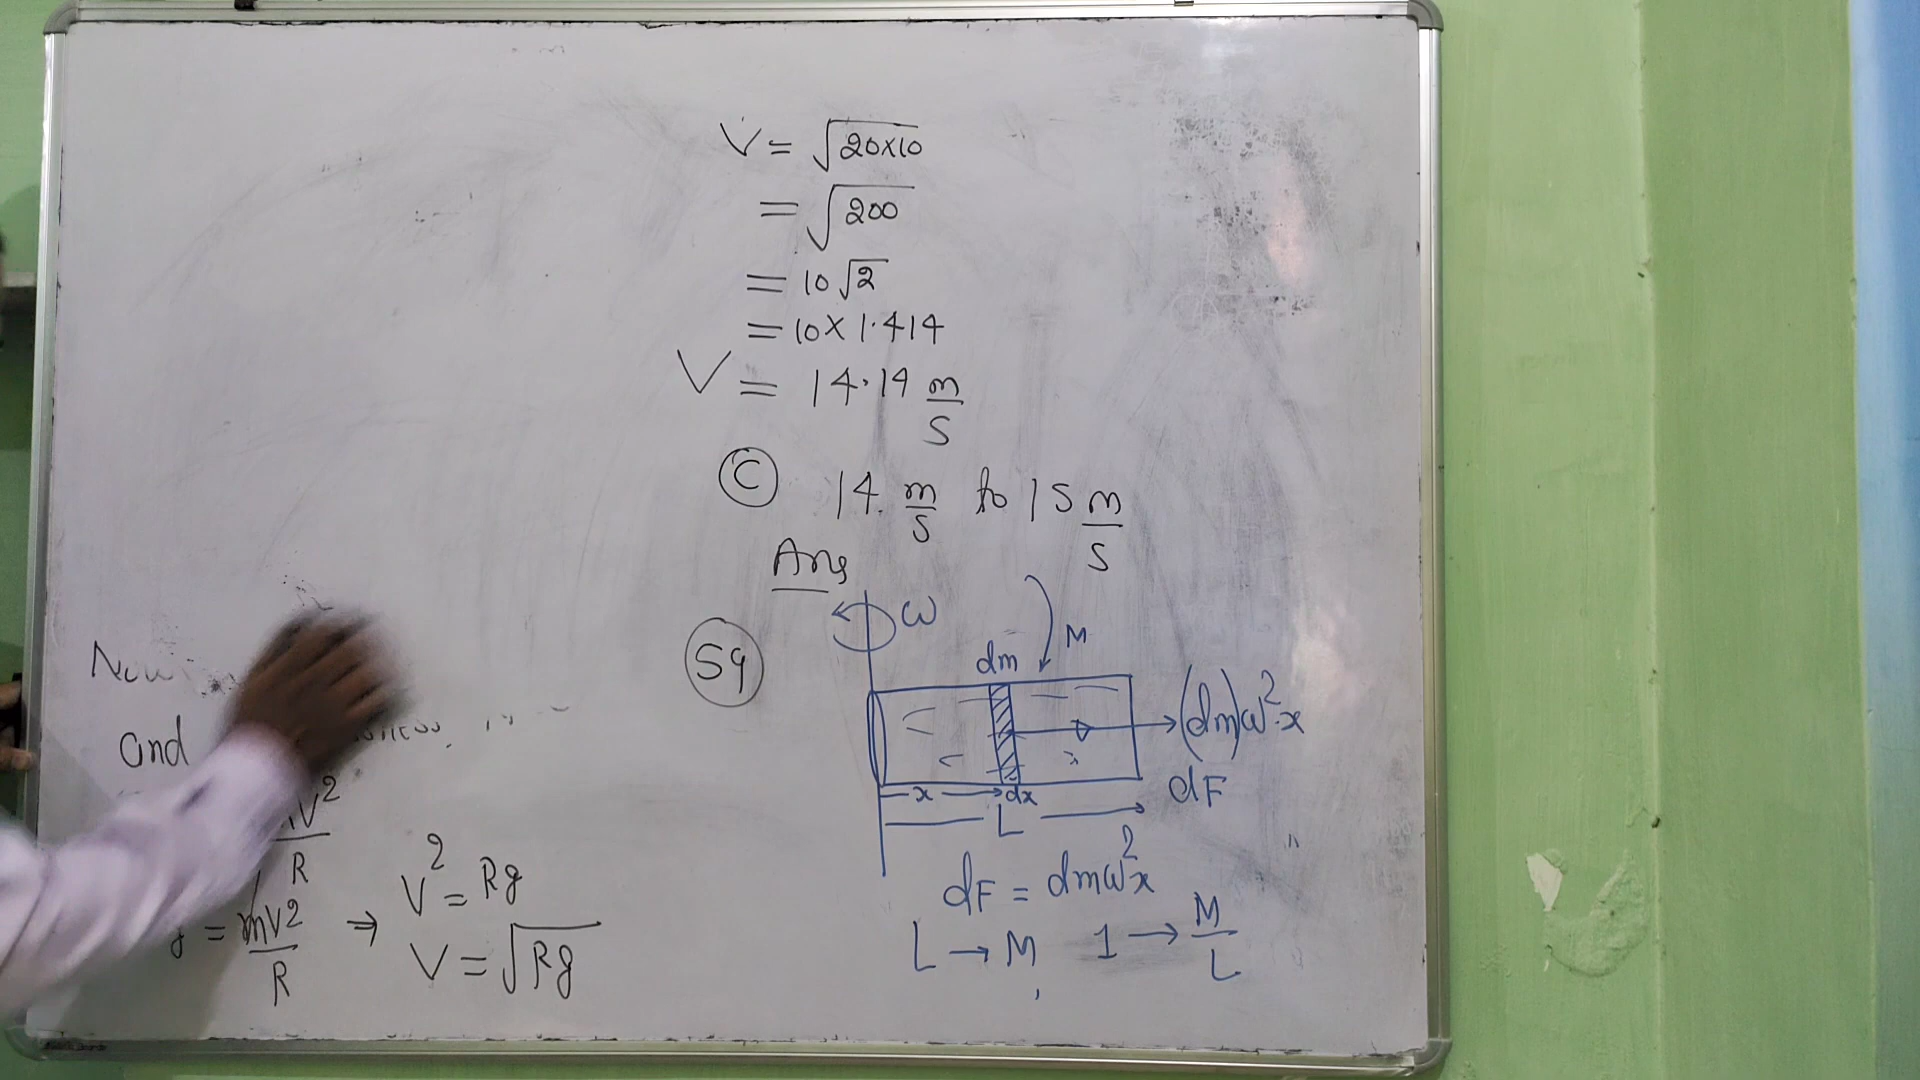 V = √20×10
= √200
= 10√2
= 10 × 1.414
V = 14.14 m/s
Ⓒ 14 m/s to 15 m/s
Ans
59
ω
dm
M
(dm)ω²x
dF
x
dx
L
dF = dmω²x
L → M, 1 → M/L
Now
and
V²
R
= mV²/R ⇒ V² = Rg
V = √Rg